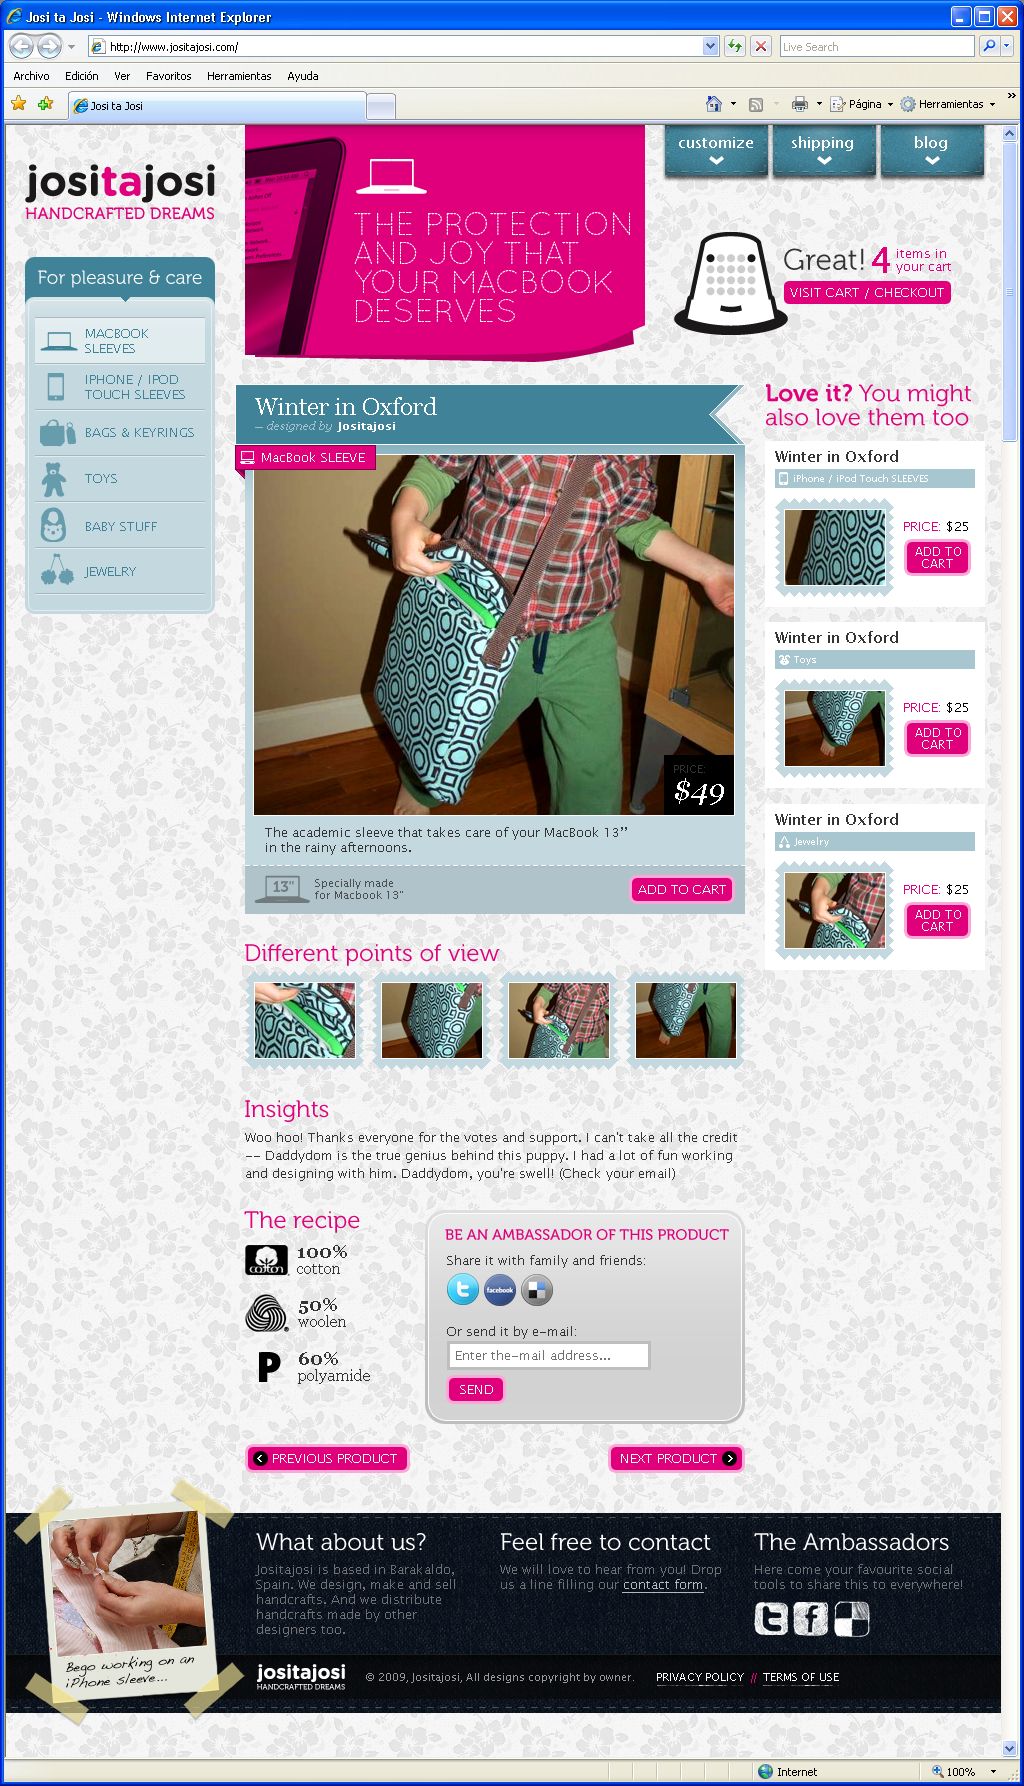 Josi ta Josi - Windows Internet Explorer
http://www.jositajosi.com/
Live Search
Archivo Edición Ver Favoritos Herramientas Ayuda
Josi ta Josi
Página Herramientas
jositajosi
HANDCRAFTED DREAMS
For pleasure & care
MACBOOK
SLEEVES
IPHONE / IPOD
TOUCH SLEEVES
BAGS & KEYRINGS
TOYS
BABY STUFF
JEWELRY
THE PROTECTION
AND JOY THAT
YOUR MACBOOK
DESERVES
customize
shipping
blog
Great! 4 items in
your cart
VISIT CART / CHECKOUT
Winter in Oxford
— designed by Jositajosi
MacBook SLEEVE
PRICE:
$49
The academic sleeve that takes care of your MacBook 13”
in the rainy afternoons.
13"
Specially made
for Macbook 13"
ADD TO CART
Love it? You might
also love them too
Winter in Oxford
iPhone / iPod Touch SLEEVES
PRICE: $25
ADD TO
CART
Winter in Oxford
Toys
PRICE: $25
ADD TO
CART
Winter in Oxford
Jewelry
PRICE: $25
ADD TO
CART
Different points of view
Insights
Woo hoo! Thanks everyone for the votes and support. I can't take all the credit
-- Daddydom is the true genius behind this puppy. I had a lot of fun working
and designing with him. Daddydom, you're swell! (Check your email)
The recipe
cotton
100%
cotton
50%
woolen
P
60%
polyamide
BE AN AMBASSADOR OF THIS PRODUCT
Share it with family and friends:
facebook
Or send it by e-mail:
Enter the-mail address...
SEND
PREVIOUS PRODUCT
NEXT PRODUCT
Bego working on an
iPhone sleeve...
What about us?
Jositajosi is based in Barakaldo,
Spain. We design, make and sell
handcrafts. And we distribute
handcrafts made by other
designers too.
Feel free to contact
We will love to hear from you! Drop
us a line filling our contact form.
The Ambassadors
Here come your favourite social
tools to share this to everywhere!
jositajosi
HANDCRAFTED DREAMS
© 2009, Jositajosi, All designs copyright by owner.
PRIVACY POLICY // TERMS OF USE
Internet
100%